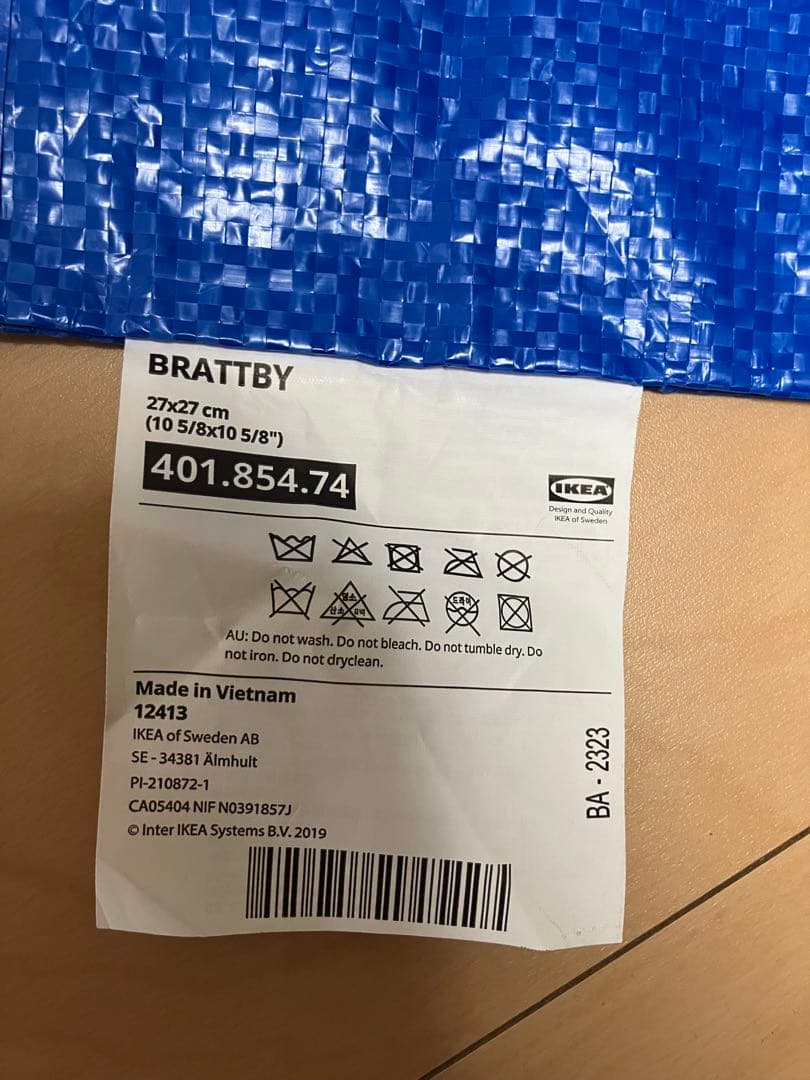 BRATTBY
27x27 cm
(10 5/8x10 5/8")
401.854.74
IKEA
Design and Quality
IKEA of Sweden
드라이
AU: Do not wash. Do not bleach. Do not tumble dry. Do
not iron. Do not dryclean.
Made in Vietnam
12413
IKEA of Sweden AB
SE - 34381 Älmhult
PI-210872-1
CA05404 NIF N0391857J
© Inter IKEA Systems B.V. 2019
BA - 2323